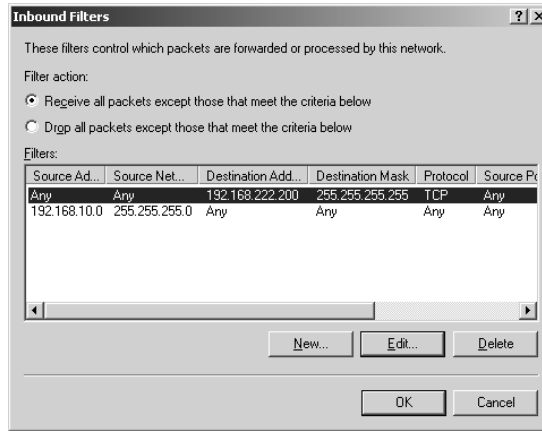 Inbound Filters
These filters control which packets are forwarded or processed by this network.
Filter action:
Receive all packets except those that meet the criteria below
Drop all packets except those that meet the criteria below
Filters:
Source Ad... Source Net... Destination Add... Destination Mask Protocol Source Po
Any Any 192.168.222.200 255.255.255.255 TCP Any
192.168.10.0 255.255.255.0 Any Any Any Any
New... Edit... Delete
OK Cancel